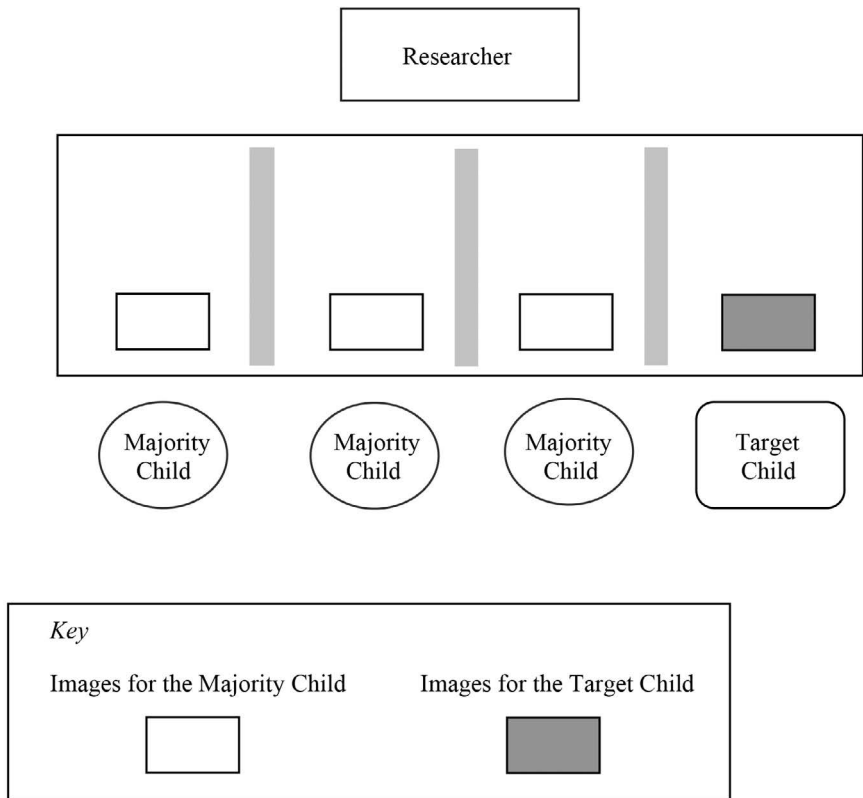 Researcher
Majority
Child
Majority
Child
Majority
Child
Target
Child
Key
Images for the Majority Child
Images for the Target Child